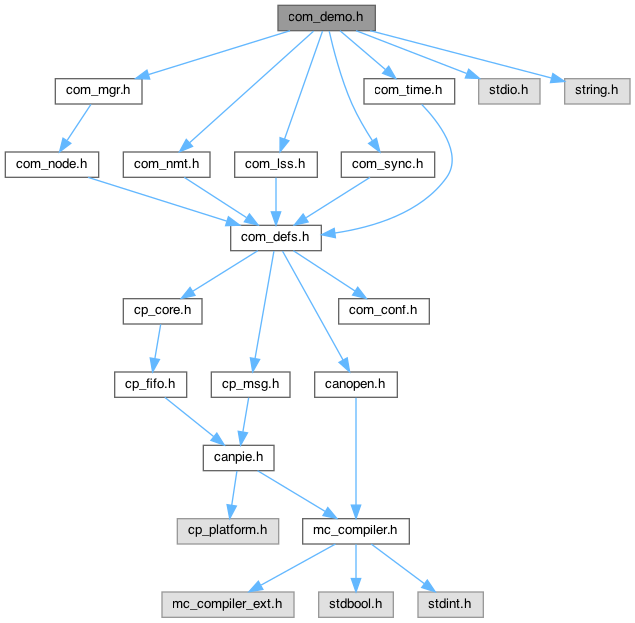 com_demo.h
com_mgr.h
com_time.h
stdio.h
string.h
com_node.h
com_nmt.h
com_lss.h
com_sync.h
com_defs.h
cp_core.h
com_conf.h
cp_fifo.h
cp_msg.h
canopen.h
canpie.h
cp_platform.h
mc_compiler.h
mc_compiler_ext.h
stdbool.h
stdint.h